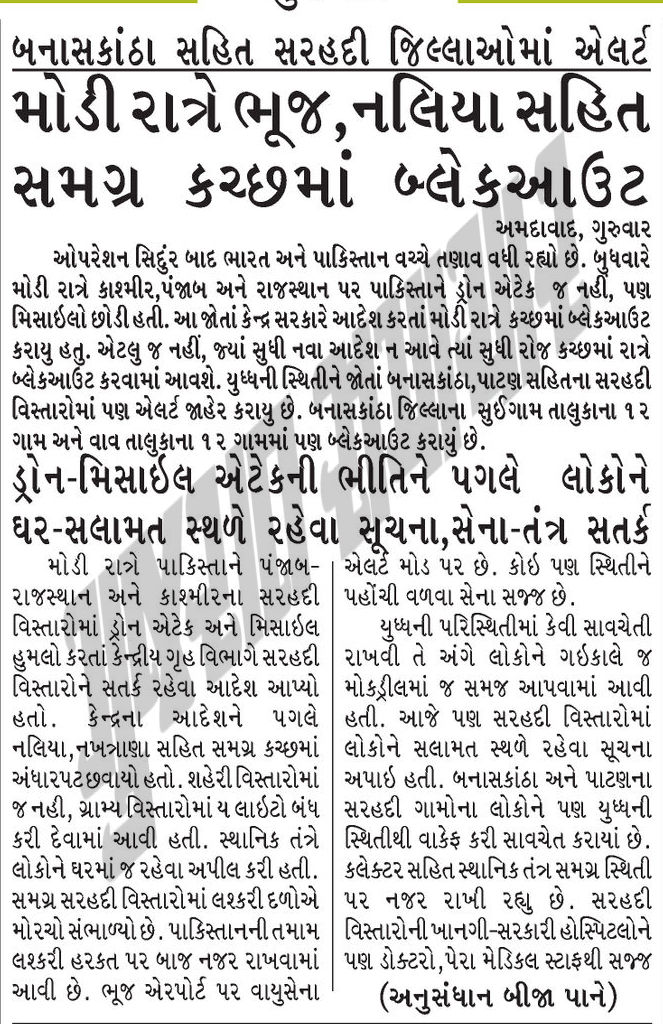 બનાસકાંઠા સહિત સરહદી જિલ્લાઓમાં એલર્ટ
મોડી રાત્રે ભૂજ,નલિયા સહિત
સમગ્ર કચ્છમાં બ્લેકઆઉટ
અમદાવાદ, ગુરુવાર
ઓપરેશન સિદુંર બાદ ભારત અને પાકિસ્તાન વચ્ચે તણાવ વધી રહ્યો છે. બુધવારે
મોડી રાત્રે કાશ્મીર,પંજાબ અને રાજસ્થાન પર પાકિસ્તાને ડ્રોન એટેક જ નહીં, પણ
મિસાઇલો છોડી હતી. આ જોતાં કેન્દ્ર સરકારે આદેશ કરતાં મોડી રાત્રે કચ્છમાં બ્લેકઆઉટ
કરાયુ હતુ. એટલુ જ નહીં, જ્યાં સુધી નવા આદેશ ન આવે ત્યાં સુધી રોજ કચ્છમાં રાત્રે
બ્લેકઆઉટ કરવામાં આવશે. યુધ્ધની સ્થિતીને જોતાં બનાસકાંઠા,પાટણ સહિતના સરહદી
વિસ્તારોમાં પણ એલર્ટ જાહેર કરાયુ છે. બનાસકાંઠા જિલ્લાના સુઈગામ તાલુકાના ૧૨
ગામ અને વાવ તાલુકાના ૧૨ ગામમાં પણ બ્લેકઆઉટ કરાયું છે.
ડ્રોન-મિસાઇલ એટેકની ભીતિને પગલે લોકોને
ઘર-સલામત સ્થળે રહેવા સૂચના,સેના-તંત્ર સતર્ક
મોડી રાત્રે પાકિસ્તાને પંજાબ-
રાજસ્થાન અને કાશ્મીરના સરહદી
વિસ્તારોમાં ડ્રોન એટેક અને મિસાઇલ
હુમલો કરતાં કેન્દ્રીય ગૃહ વિભાગે સરહદી
વિસ્તારોને સતર્ક રહેવા આદેશ આપ્યો
હતો. કેન્દ્રના આદેશને પગલે
નલિયા,નખત્રાણા સહિત સમગ્ર કચ્છમાં
અંધારપટછવાયો હતો. શહેરી વિસ્તારોમાં
જ નહી, ગ્રામ્ય વિસ્તારોમાં ય લાઇટો બંધ
કરી દેવામાં આવી હતી. સ્થાનિક તંત્રે
લોકોને ઘરમાં જ રહેવા અપીલ કરી હતી.
સમગ્ર સરહદી વિસ્તારોમાં લશ્કરી દળોએ
મોરચો સંભાળ્યો છે. પાકિસ્તાનની તમામ
લશ્કરી હરકત પર બાજ નજર રાખવામાં
આવી છે. ભૂજ એરપોર્ટ પર વાયુસેના
એલર્ટ મોડ પર છે. કોઇ પણ સ્થિતીને
પહોંચી વળવા સેના સજ્જ છે.
યુધ્ધની પરિસ્થિતીમાં કેવી સાવચેતી
રાખવી તે અંગે લોકોને ગઇકાલે જ
મોકડ્રીલમાં જ સમજ આપવામાં આવી
હતી. આજે પણ સરહદી વિસ્તારોમાં
લોકોને સલામત સ્થળે રહેવા સૂચના
અપાઇ હતી. બનાસકાંઠા અને પાટણના
સરહદી ગામોના લોકોને પણ યુધ્ધની
સ્થિતીથી વાકેફ કરી સાવચેત કરાયાં છે.
કલેક્ટર સહિત સ્થાનિક તંત્ર સમગ્ર સ્થિતી
પર નજર રાખી રહ્યુ છે. સરહદી
વિસ્તારોની ખાનગી-સરકારી હોસ્પિટલોને
પણ ડોક્ટરો,પેરા મેડિકલ સ્ટાફથી સજ્જ
(અનુસંધાન બીજા પાને)